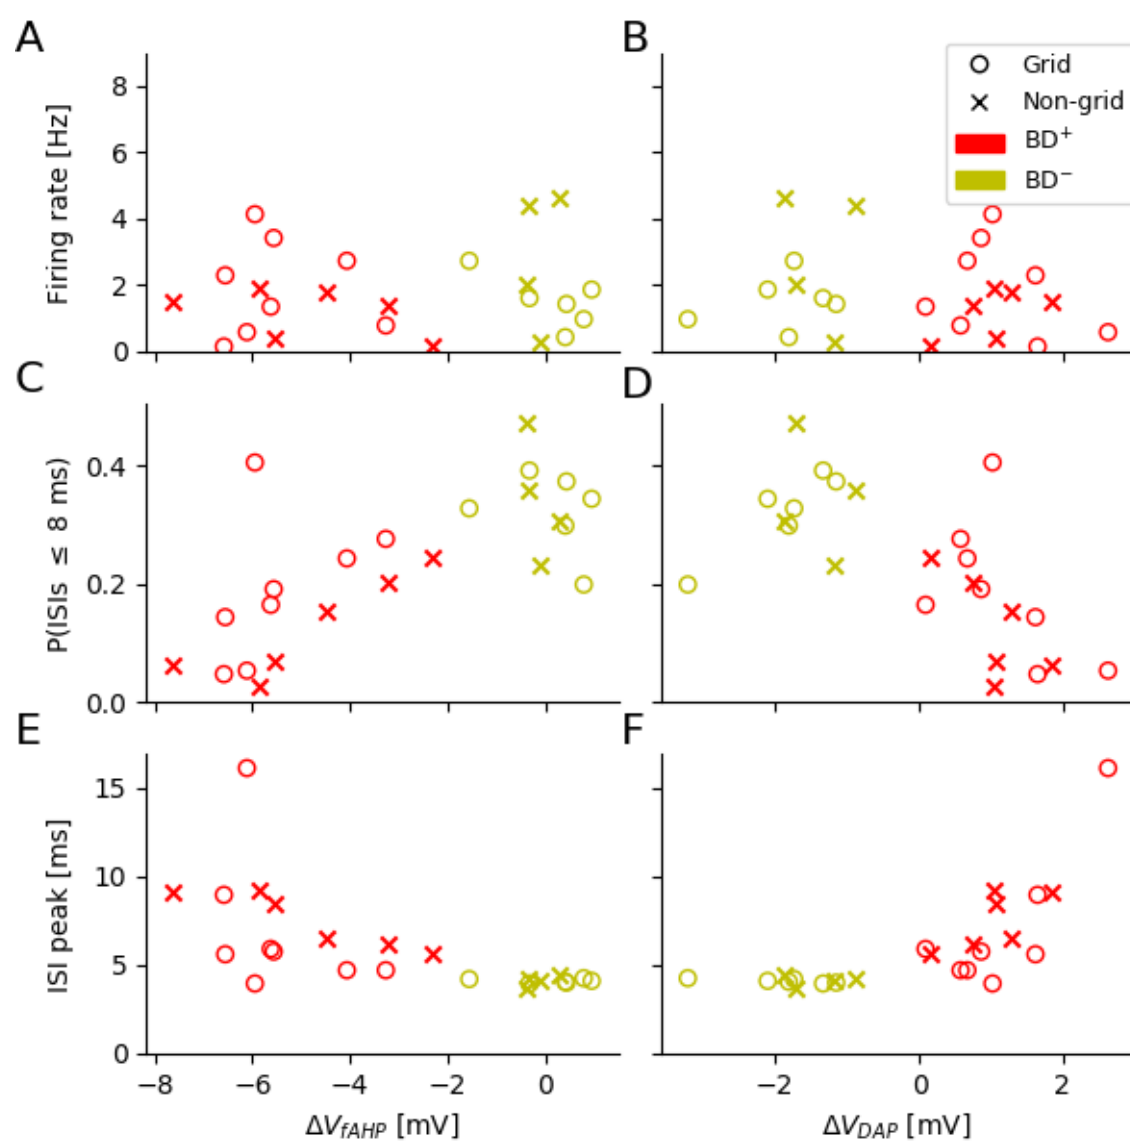 A
B
Firing rate [Hz]
8
6
4
2
0
Grid
Non-grid
BD⁺
BD⁻
C
D
P(ISIs ≤ 8 ms)
0.4
0.2
0.0
E
F
ISI peak [ms]
15
10
5
0
−8 −6 −4 −2 0
−2 0 2
ΔV_fAHP [mV]
ΔV_DAP [mV]